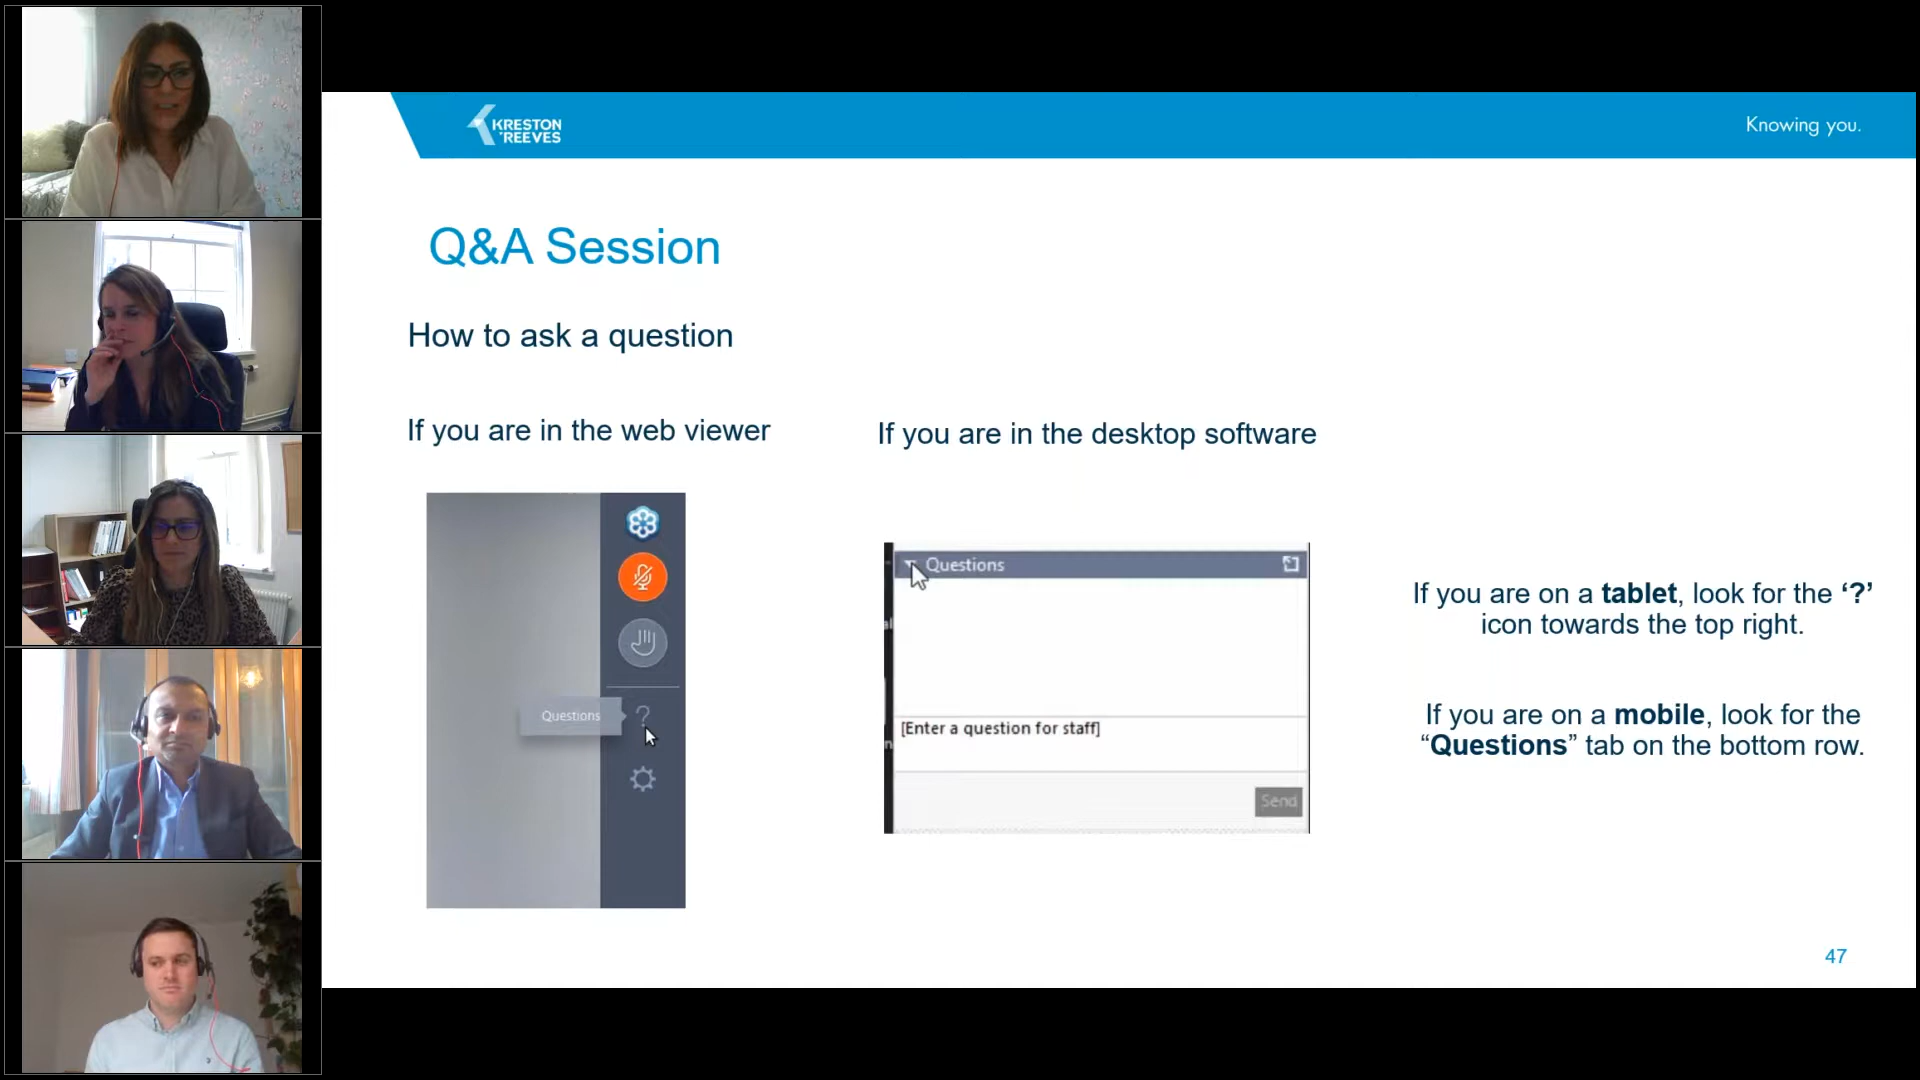 KRESTON
REEVES
Knowing you.
Q&A Session
How to ask a question
If you are in the web viewer
If you are in the desktop software
Questions
Questions
[Enter a question for staff]
Send
If you are on a tablet, look for the ‘?’
icon towards the top right.
If you are on a mobile, look for the
“Questions” tab on the bottom row.
47